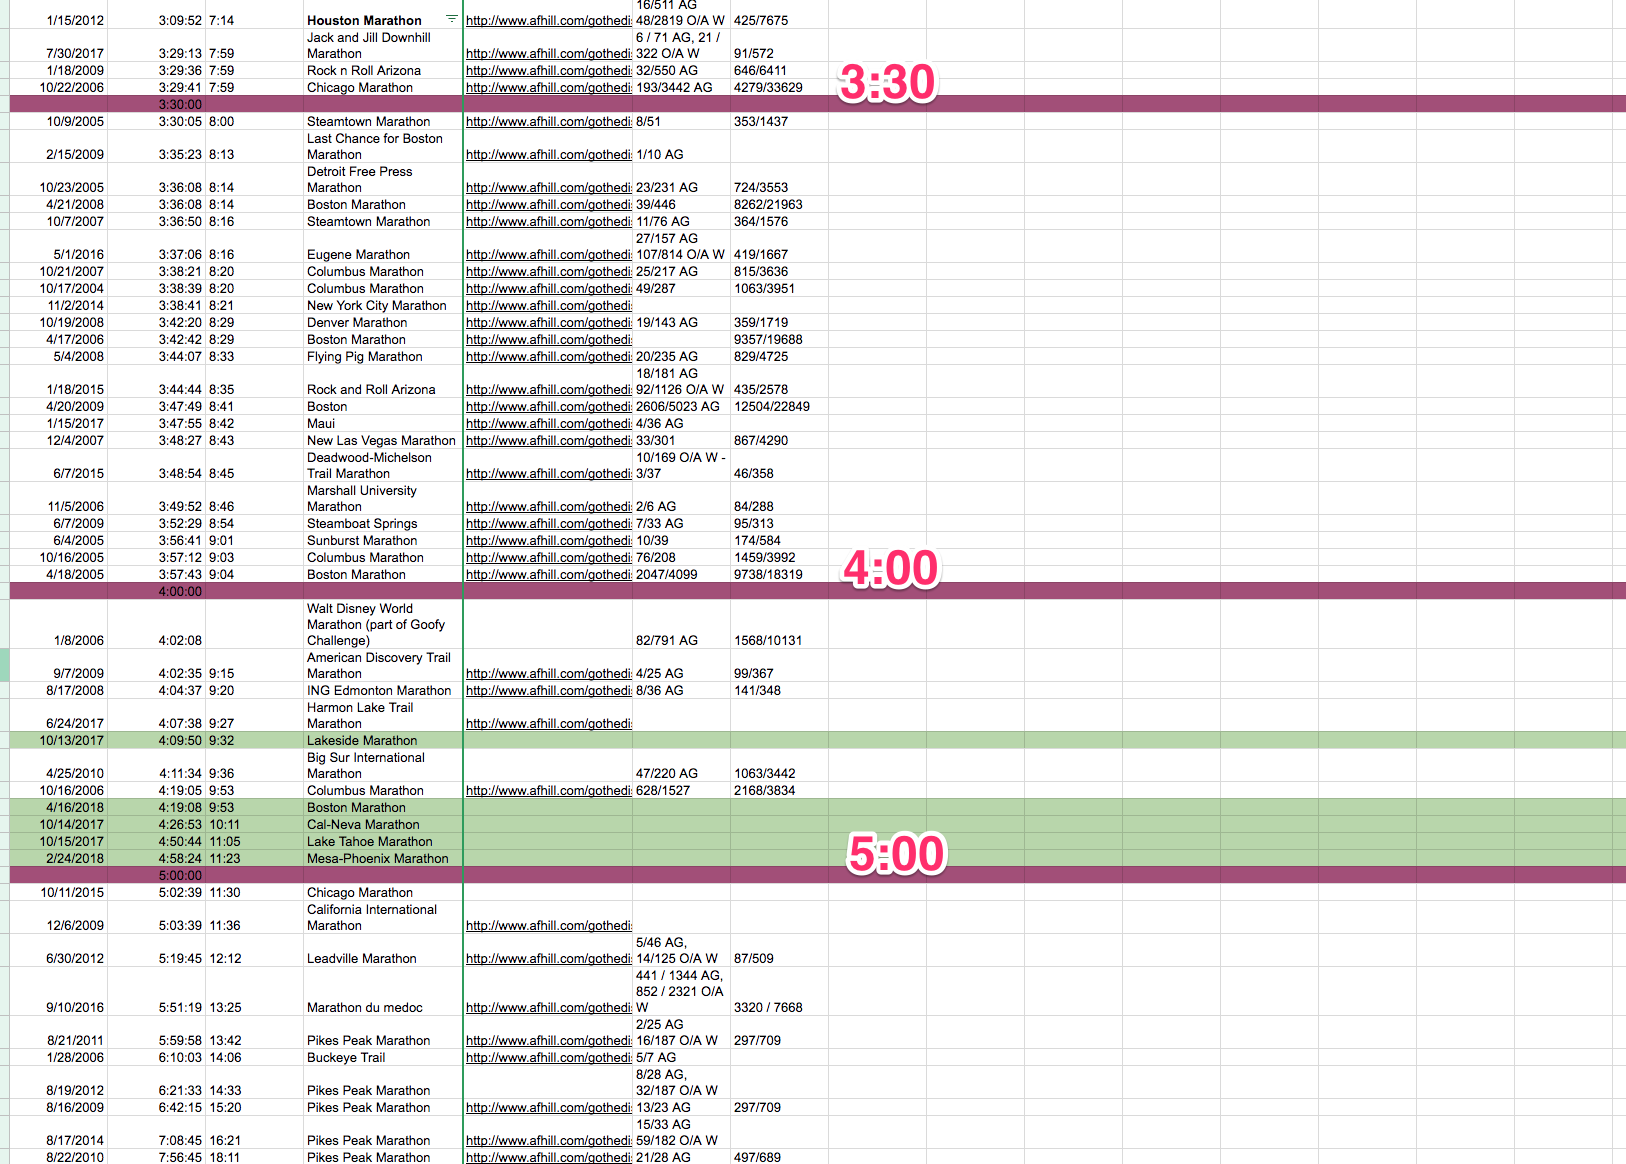 16/511 AG
1/15/2012 3:09:52 7:14 Houston Marathon http://www.afhill.com/gothedi 48/2819 O/A W 425/7675
Jack and Jill Downhill 6 / 71 AG, 21 /
7/30/2017 3:29:13 7:59 Marathon http://www.afhill.com/gothedi 322 O/A W 91/572
1/18/2009 3:29:36 7:59 Rock n Roll Arizona http://www.afhill.com/gothedi 32/550 AG 646/6411
10/22/2006 3:29:41 7:59 Chicago Marathon http://www.afhill.com/gothedi 193/3442 AG 4279/33629
3:30
3:30:00
10/9/2005 3:30:05 8:00 Steamtown Marathon http://www.afhill.com/gothedi 8/51 353/1437
Last Chance for Boston
2/15/2009 3:35:23 8:13 Marathon http://www.afhill.com/gothedi 1/10 AG
Detroit Free Press
10/23/2005 3:36:08 8:14 Marathon http://www.afhill.com/gothedi 23/231 AG 724/3553
4/21/2008 3:36:08 8:14 Boston Marathon http://www.afhill.com/gothedi 39/446 8262/21963
10/7/2007 3:36:50 8:16 Steamtown Marathon http://www.afhill.com/gothedi 11/76 AG 364/1576
27/157 AG
5/1/2016 3:37:06 8:16 Eugene Marathon http://www.afhill.com/gothedi 107/814 O/A W 419/1667
10/21/2007 3:38:21 8:20 Columbus Marathon http://www.afhill.com/gothedi 25/217 AG 815/3636
10/17/2004 3:38:39 8:20 Columbus Marathon http://www.afhill.com/gothedi 49/287 1063/3951
11/2/2014 3:38:41 8:21 New York City Marathon http://www.afhill.com/gothedi
10/19/2008 3:42:20 8:29 Denver Marathon http://www.afhill.com/gothedi 19/143 AG 359/1719
4/17/2006 3:42:42 8:29 Boston Marathon http://www.afhill.com/gothedi 9357/19688
5/4/2008 3:44:07 8:33 Flying Pig Marathon http://www.afhill.com/gothedi 20/235 AG 829/4725
18/181 AG
1/18/2015 3:44:44 8:35 Rock and Roll Arizona http://www.afhill.com/gothedi 92/1126 O/A W 435/2578
4/20/2009 3:47:49 8:41 Boston http://www.afhill.com/gothedi 2606/5023 AG 12504/22849
1/15/2017 3:47:55 8:42 Maui http://www.afhill.com/gothedi 4/36 AG
12/4/2007 3:48:27 8:43 New Las Vegas Marathon http://www.afhill.com/gothedi 33/301 867/4290
Deadwood-Michelson 10/169 O/A W -
6/7/2015 3:48:54 8:45 Trail Marathon http://www.afhill.com/gothedi 3/37 46/358
Marshall University
11/5/2006 3:49:52 8:46 Marathon http://www.afhill.com/gothedi 2/6 AG 84/288
6/7/2009 3:52:29 8:54 Steamboat Springs http://www.afhill.com/gothedi 7/33 AG 95/313
6/4/2005 3:56:41 9:01 Sunburst Marathon http://www.afhill.com/gothedi 10/39 174/584
10/16/2005 3:57:12 9:03 Columbus Marathon http://www.afhill.com/gothedi 76/208 1459/3992
4/18/2005 3:57:43 9:04 Boston Marathon http://www.afhill.com/gothedi 2047/4099 9738/18319
4:00
4:00:00
Walt Disney World
Marathon (part of Goofy
1/8/2006 4:02:08 Challenge) 82/791 AG 1568/10131
American Discovery Trail
9/7/2009 4:02:35 9:15 Marathon http://www.afhill.com/gothedi 4/25 AG 99/367
8/17/2008 4:04:37 9:20 ING Edmonton Marathon http://www.afhill.com/gothedi 8/36 AG 141/348
Harmon Lake Trail
6/24/2017 4:07:38 9:27 Marathon http://www.afhill.com/gothedi
10/13/2017 4:09:50 9:32 Lakeside Marathon
Big Sur International
4/25/2010 4:11:34 9:36 Marathon 47/220 AG 1063/3442
10/16/2006 4:19:05 9:53 Columbus Marathon http://www.afhill.com/gothedi 628/1527 2168/3834
4/16/2018 4:19:08 9:53 Boston Marathon
10/14/2017 4:26:53 10:11 Cal-Neva Marathon
10/15/2017 4:50:44 11:05 Lake Tahoe Marathon
2/24/2018 4:58:24 11:23 Mesa-Phoenix Marathon
5:00
5:00:00
10/11/2015 5:02:39 11:30 Chicago Marathon
California International
12/6/2009 5:03:39 11:36 Marathon http://www.afhill.com/gothedi
5/46 AG,
6/30/2012 5:19:45 12:12 Leadville Marathon http://www.afhill.com/gothedi 14/125 O/A W 87/509
441 / 1344 AG,
852 / 2321 O/A
9/10/2016 5:51:19 13:25 Marathon du medoc http://www.afhill.com/gothedi W 3320 / 7668
2/25 AG
8/21/2011 5:59:58 13:42 Pikes Peak Marathon http://www.afhill.com/gothedi 16/187 O/A W 297/709
1/28/2006 6:10:03 14:06 Buckeye Trail http://www.afhill.com/gothedi 5/7 AG
8/28 AG,
8/19/2012 6:21:33 14:33 Pikes Peak Marathon 32/187 O/A W
8/16/2009 6:42:15 15:20 Pikes Peak Marathon http://www.afhill.com/gothedi 13/23 AG 297/709
15/33 AG
8/17/2014 7:08:45 16:21 Pikes Peak Marathon http://www.afhill.com/gothedi 59/182 O/A W
8/22/2010 7:56:45 18:11 Pikes Peak Marathon http://www.afhill.com/gothedi 21/28 AG 497/689